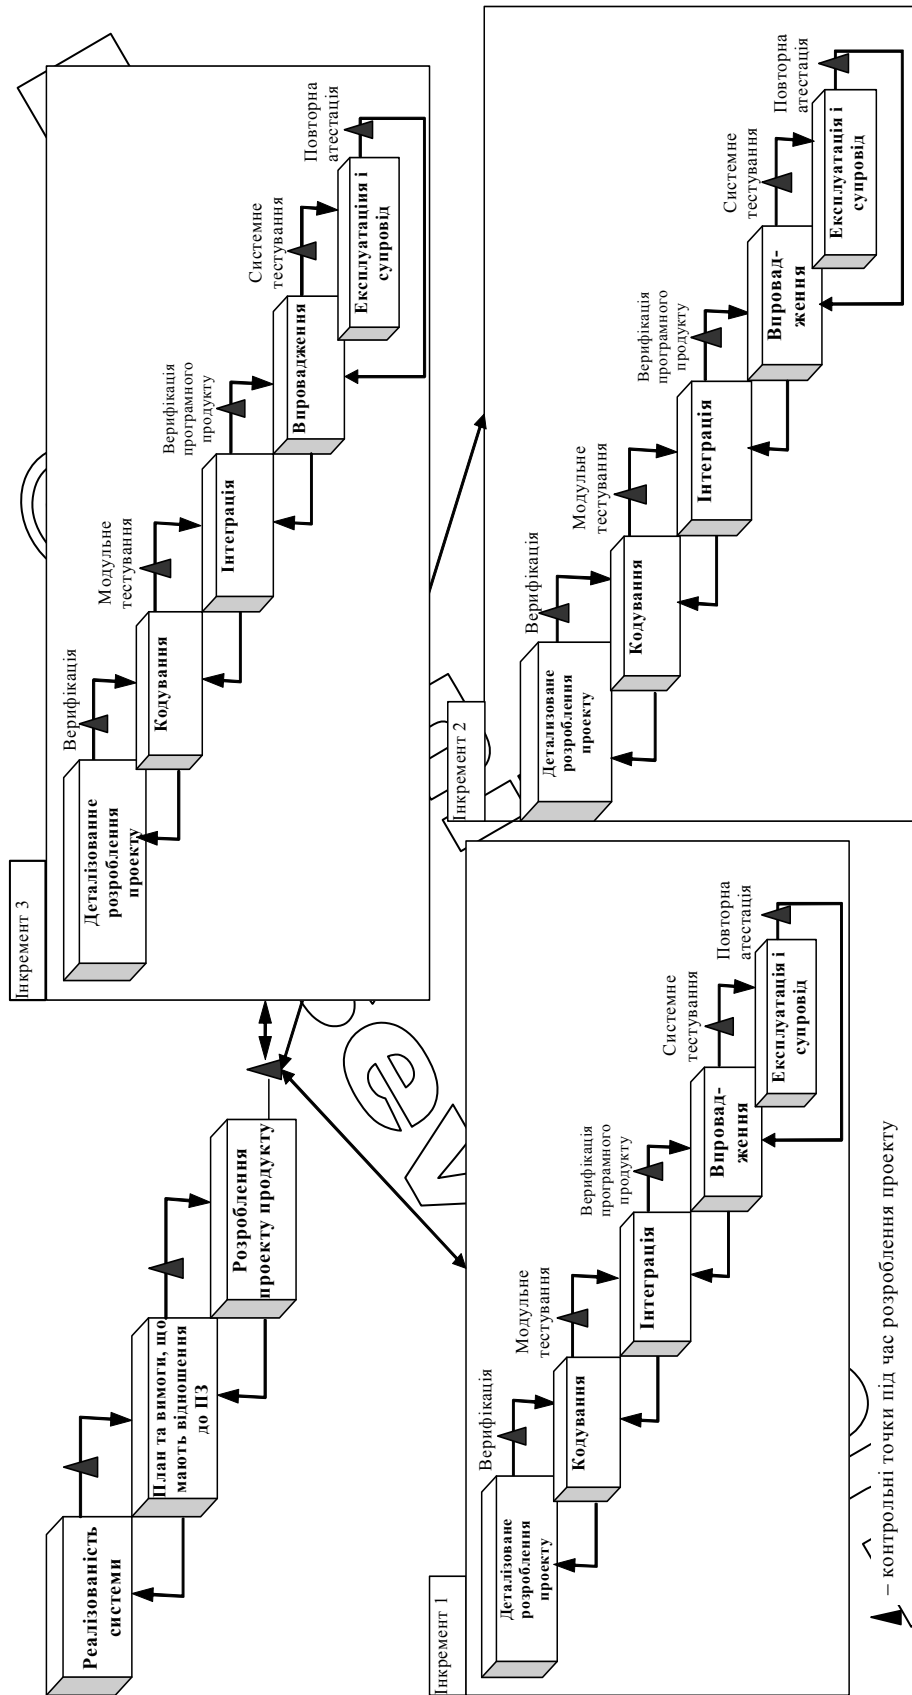 Реалізованість
системи
План та вимоги, що
мають відношення
до ПЗ
Розроблення
проекту продукту
Інкремент 3
Деталізованне
розроблення
проекту
Верифікація
Кодування
Модульне
тестування
Інтеграція
Верифікація
програмного
продукту
Впровадження
Системне
тестування
Експлуатація і
супровід
Повторна
атестація
Інкремент 1
Деталізоване
розроблення
проекту
Верифікація
Кодування
Модульне
тестування
Інтеграція
Верифікація
програмного
продукту
Впровад-
ження
Системне
тестування
Експлуатація і
супровід
Повторна
атестація
Інкремент 2
Детализоване
розроблення
проекту
Верифікація
Кодування
Модульне
тестування
Інтеграція
Верифікація
програмного
продукту
Впровад-
ження
Системне
тестування
Експлуатація і
супровід
Повторна
атестація
– контрольні точки під час розроблення проекту